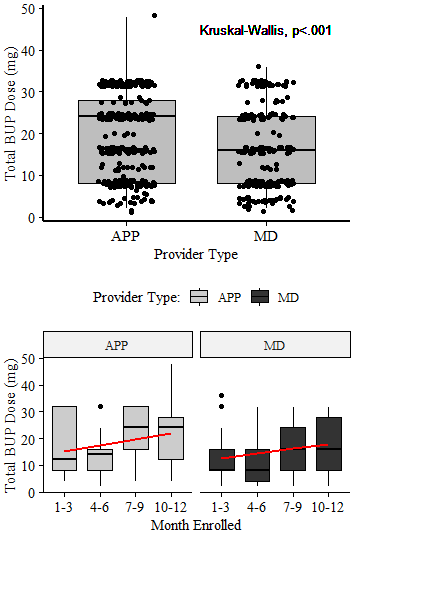 Total BUP Dose (mg)
50
40
30
20
10
0
Kruskal-Wallis, p<.001
APP
MD
Provider Type
Provider Type:
APP
MD
APP
MD
Total BUP Dose (mg)
50
40
30
20
10
0
1-3
4-6
7-9
10-12
1-3
4-6
7-9
10-12
Month Enrolled